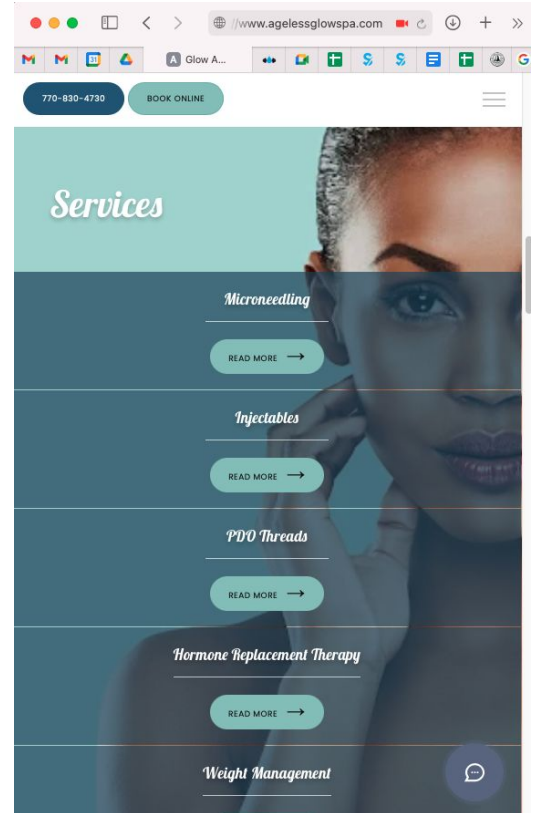 //www.agelessglowspa.com
31
A Glow A...
770-830-4730
BOOK ONLINE
Services
Microneedling
READ MORE →
Injectables
READ MORE →
PDO Threads
READ MORE →
Hormone Replacement Therapy
READ MORE →
Weight Management